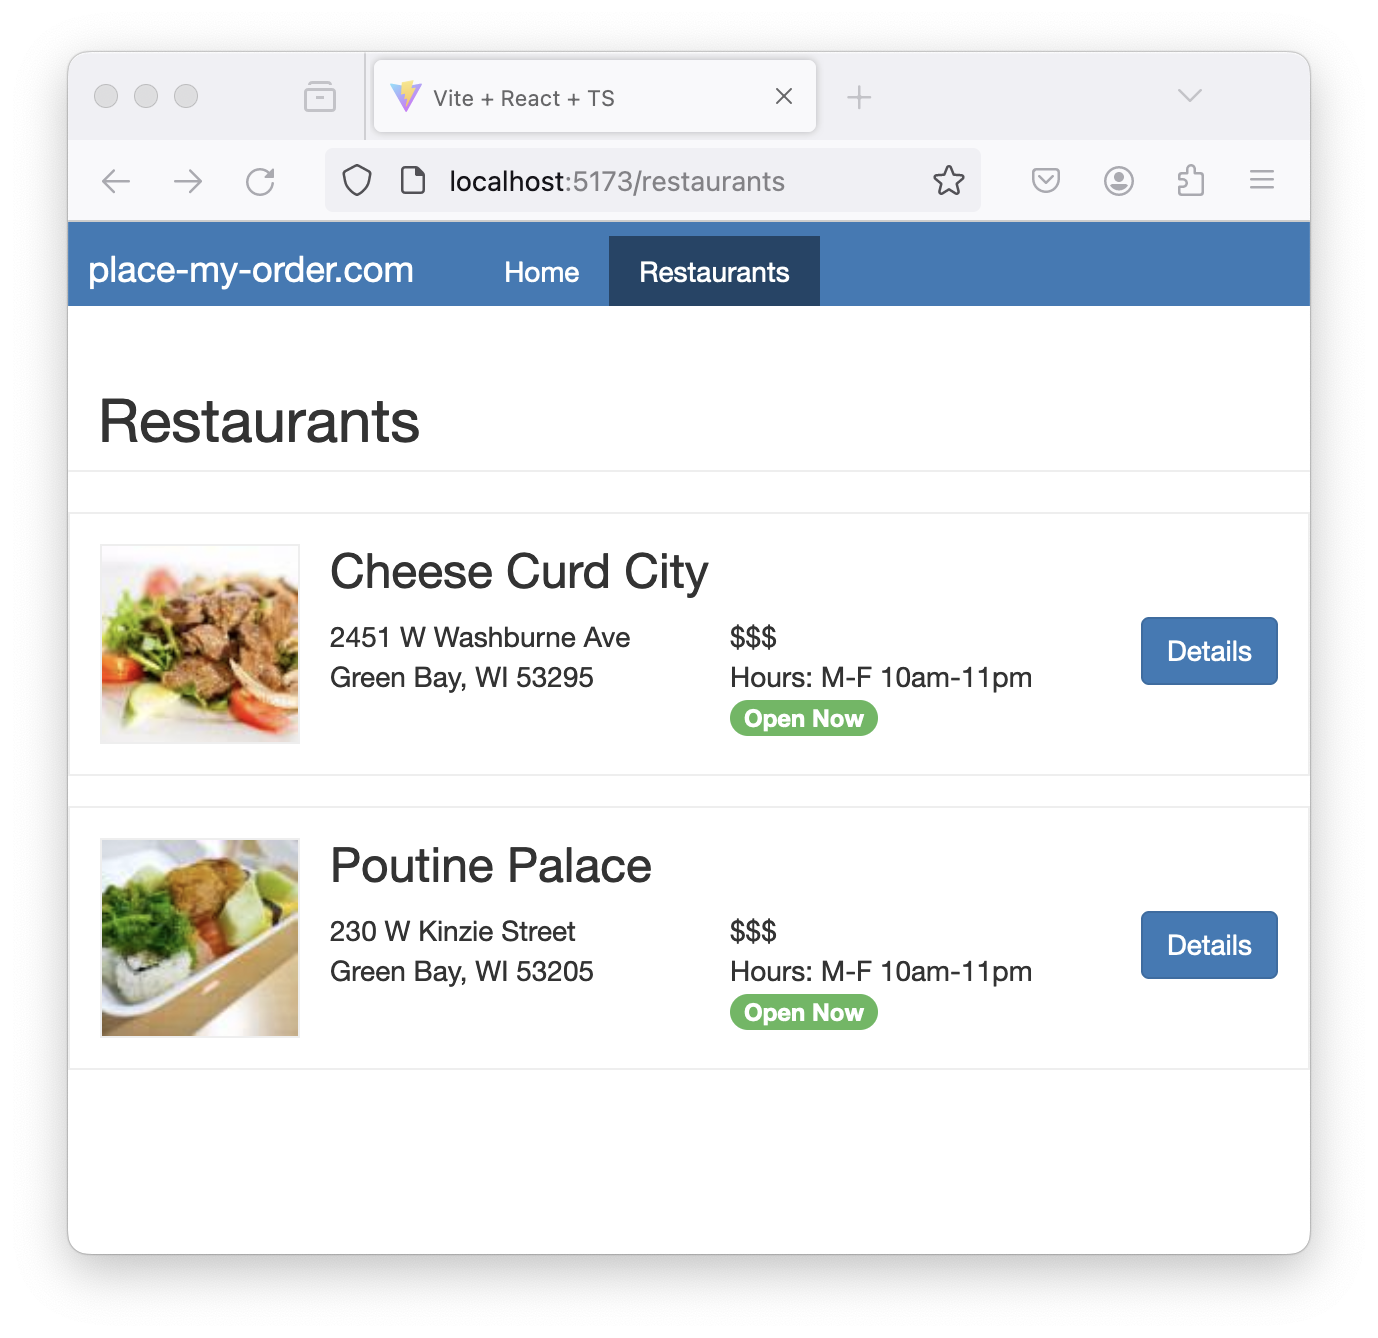 Vite + React + TS
localhost:5173/restaurants
place-my-order.com Home Restaurants
Restaurants
Cheese Curd City
2451 W Washburne Ave
Green Bay, WI 53295
$$$
Hours: M-F 10am-11pm
Open Now
Details
Poutine Palace
230 W Kinzie Street
Green Bay, WI 53205
$$$
Hours: M-F 10am-11pm
Open Now
Details